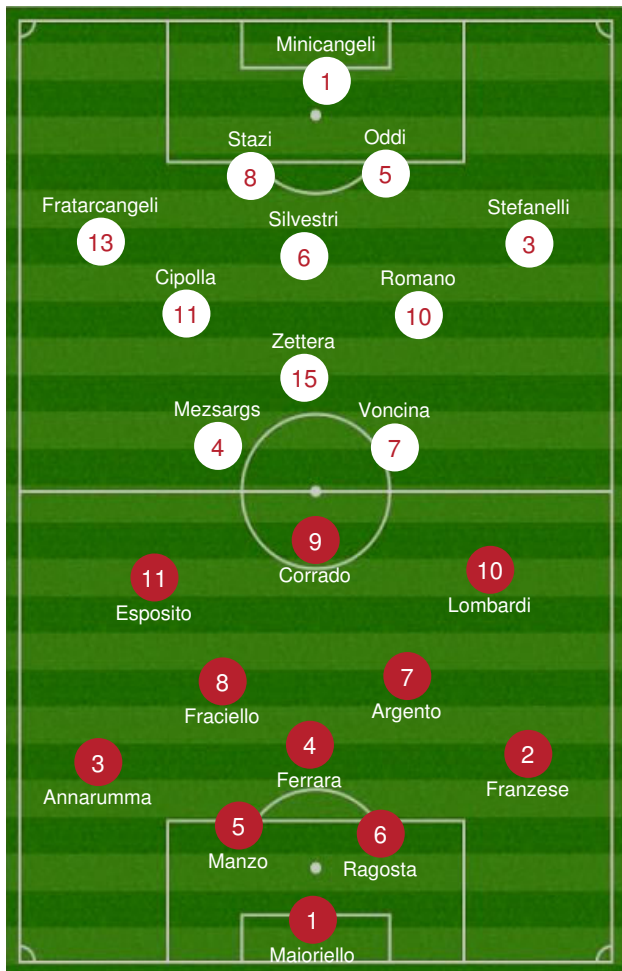 Minicangeli
1
Stazi
Oddi
8
5
Fratarcangeli
Silvestri
Stefanelli
13
6
3
Cipolla
Romano
11
10
Zettera
15
Mezsargs
Voncina
4
7
9
Corrado
11
10
Esposito
Lombardi
8
7
Fraciello
Argento
4
3
2
Ferrara
Annarumma
Franzese
5
6
Manzo
Ragosta
1
Maioriello